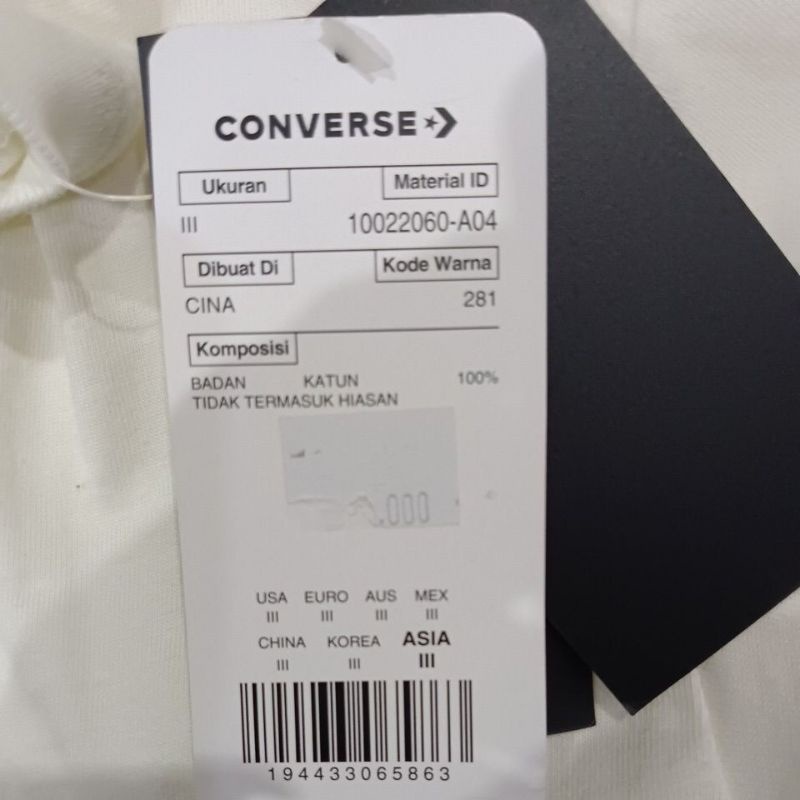 CONVERSE
Ukuran Material ID
III 10022060-A04
Dibuat Di Kode Warna
CINA 281
Komposisi
BADAN KATUN 100%
TIDAK TERMASUK HIASAN
.000
USA EURO AUS MEX
III III III III
CHINA KOREA ASIA
III III III
194433065863